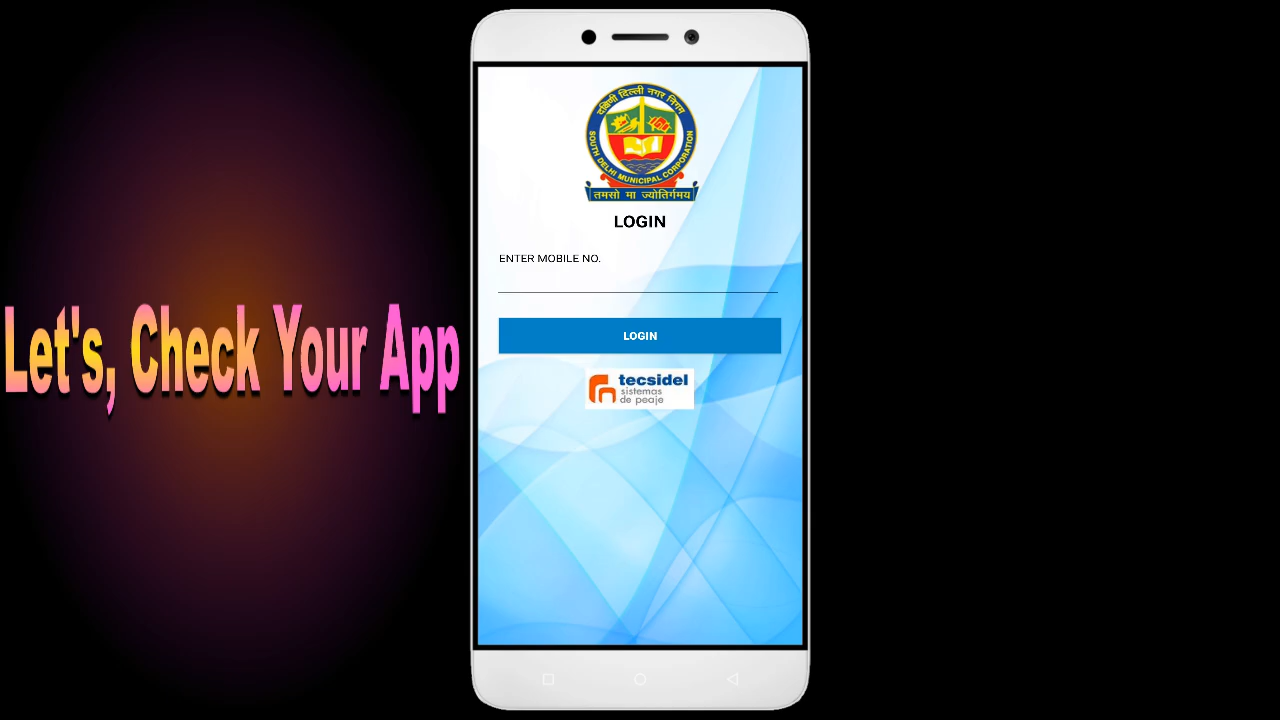 Let's, Check Your App
दक्षिणी दिल्ली नगर निगम
SOUTH DELHI MUNICIPAL CORPORATION
तमसो मा ज्योतिर्गमय
LOGIN
ENTER MOBILE NO.
LOGIN
tecsidel
sistemas
de peaje